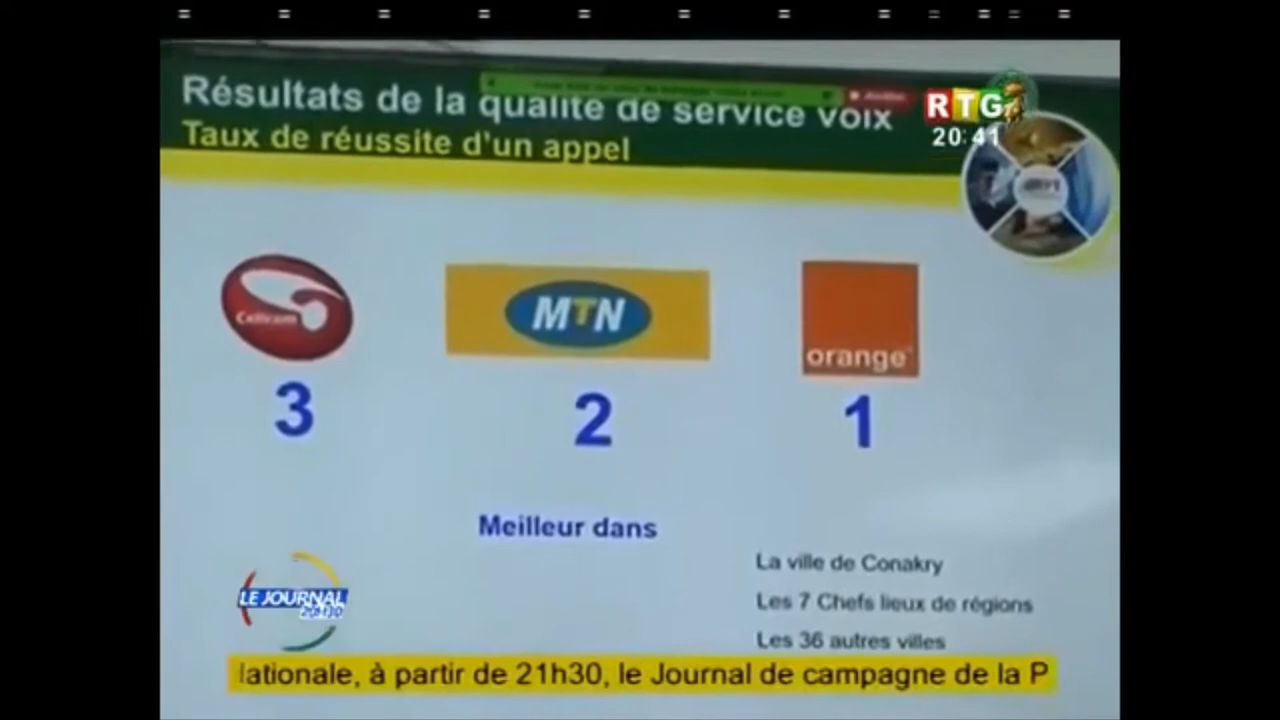 Résultats de la qualité de service voix
Taux de réussite d'un appel
RTG
20:41
Cellcom
MTN
orange
3
2
1
Meilleur dans
La ville de Conakry
Les 7 Chefs lieux de régions
Les 36 autres villes
LE JOURNAL
20H30
lationale, à partir de 21h30, le Journal de campagne de la P